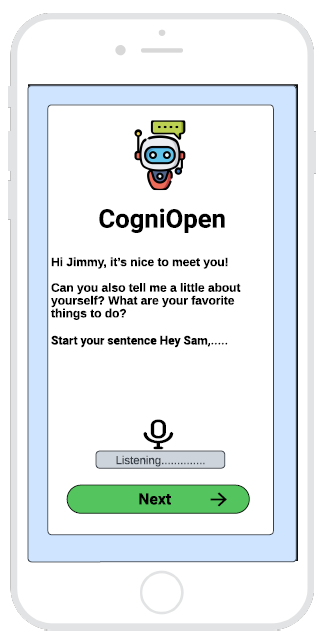 CogniOpen
Hi Jimmy, it's nice to meet you!
Can you also tell me a little about
yourself? What are your favorite
things to do?
Start your sentence Hey Sam,.....
Listening..............
Next